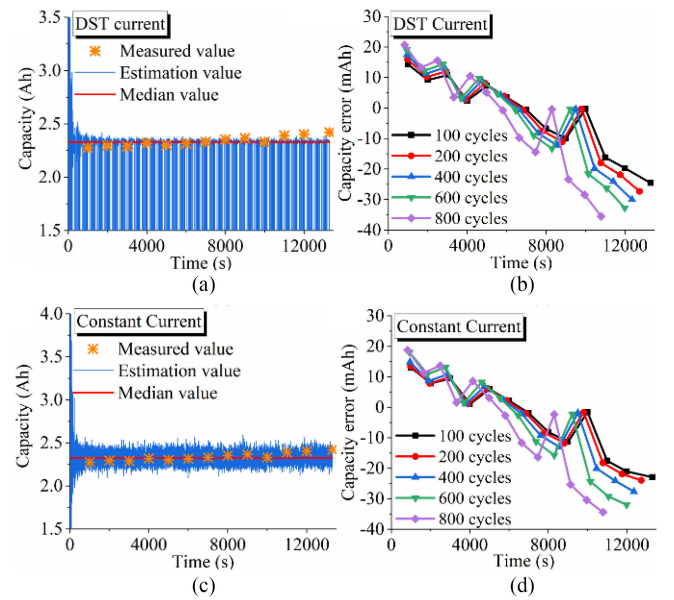 DST current
Measured value
Estimation value
Median value
Capacity (Ah)
3.5
3.0
2.5
2.0
1.5
0
4000
8000
12000
Time (s)
(a)
DST Current
100 cycles
200 cycles
400 cycles
600 cycles
800 cycles
Capacity error (mAh)
30
20
10
0
-10
-20
-30
-40
0
4000
8000
12000
Time (s)
(b)
Constant Current
Measured value
Estimation value
Median value
Capacity (Ah)
4.0
3.5
3.0
2.5
2.0
1.5
0
4000
8000
12000
Time (s)
(c)
Constant Current
100 cycles
200 cycles
400 cycles
600 cycles
800 cycles
Capacity error (mAh)
30
20
10
0
-10
-20
-30
-40
0
4000
8000
12000
Time (s)
(d)